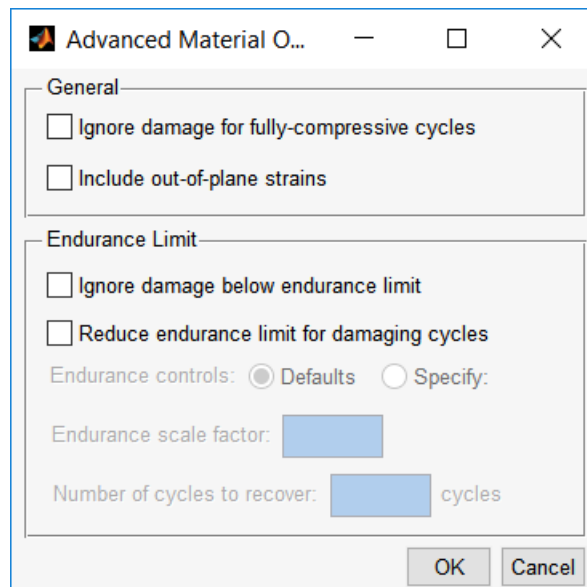 Advanced Material O...
General
Ignore damage for fully-compressive cycles
Include out-of-plane strains
Endurance Limit
Ignore damage below endurance limit
Reduce endurance limit for damaging cycles
Endurance controls: Defaults Specify:
Endurance scale factor:
Number of cycles to recover: cycles
OK Cancel